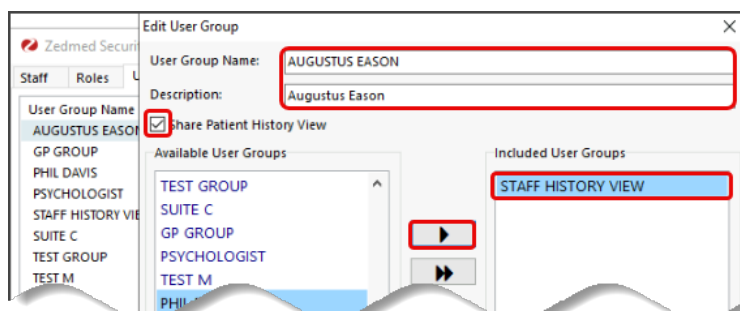 Edit User Group
Zedmed Securi
Staff Roles U
User Group Name
AUGUSTUS EASON
GP GROUP
PHIL DAVIS
PSYCHOLOGIST
STAFF HISTORY VIE
SUITE C
TEST GROUP
TEST M
User Group Name: AUGUSTUS EASON
Description: Augustus Eason
Share Patient History View
Available User Groups
TEST GROUP
SUITE C
GP GROUP
PSYCHOLOGIST
TEST M
PHIL
Included User Groups
STAFF HISTORY VIEW